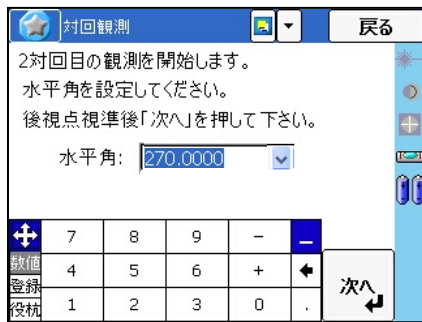 対回観測
戻る
2対回目の観測を開始します。
水平角を設定してください。
後視点視準後「次へ」を押して下さい。
水平角: 270.0000
7 8 9 -
数値 4 5 6 +
登録
役杭 1 2 3 0 .
次へ